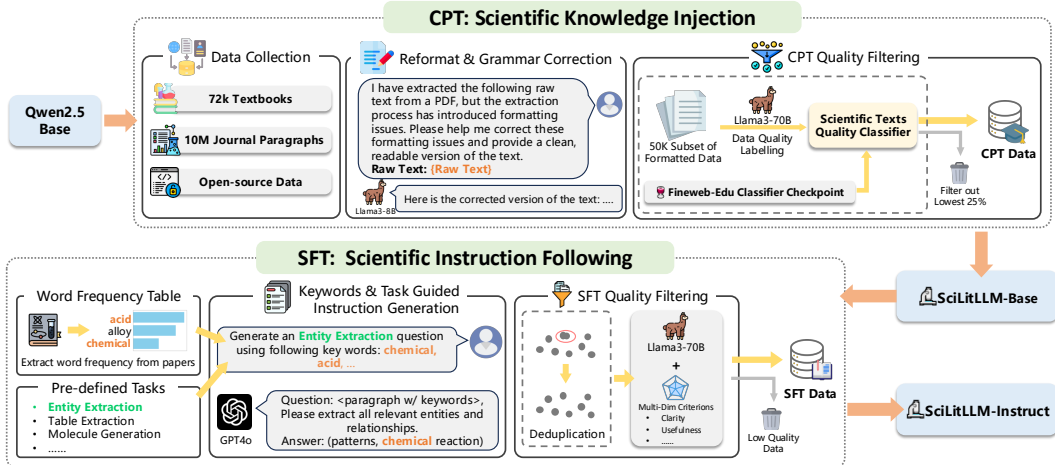 CPT: Scientific Knowledge Injection
Qwen2.5
Base
Data Collection
72k Textbooks
10M Journal Paragraphs
Open-source Data
Reformat & Grammar Correction
I have extracted the following raw
text from a PDF, but the extraction
process has introduced formatting
issues. Please help me correct these
formatting issues and provide a clean,
readable version of the text.
Raw Text: {Raw Text}
Llama3-8B
Here is the corrected version of the text: ....
CPT Quality Filtering
50K Subset of
Formatted Data
Llama3-70B
Data Quality
Labelling
Scientific Texts
Quality Classifier
Fineweb-Edu Classifier Checkpoint
Filter out
Lowest 25%
CPT Data
SFT: Scientific Instruction Following
Word Frequency Table
acid
alloy
chemical
Extract word frequency from papers
Pre-defined Tasks
• Entity Extraction
• Table Extraction
• Molecule Generation
• ......
Keywords & Task Guided
Instruction Generation
Generate an Entity Extraction question
using following key words: chemical,
acid, ...
GPT4o
Question: <paragraph w/ keywords>,
Please extract all relevant entities and
relationships.
Answer: (patterns, chemical reaction)
SFT Quality Filtering
Deduplication
Llama3-70B
+
Multi-Dim Criterions
• Clarity
• Usefulness
• ......
SFT Data
Low Quality
Data
SciLitLLM-Base
SciLitLLM-Instruct